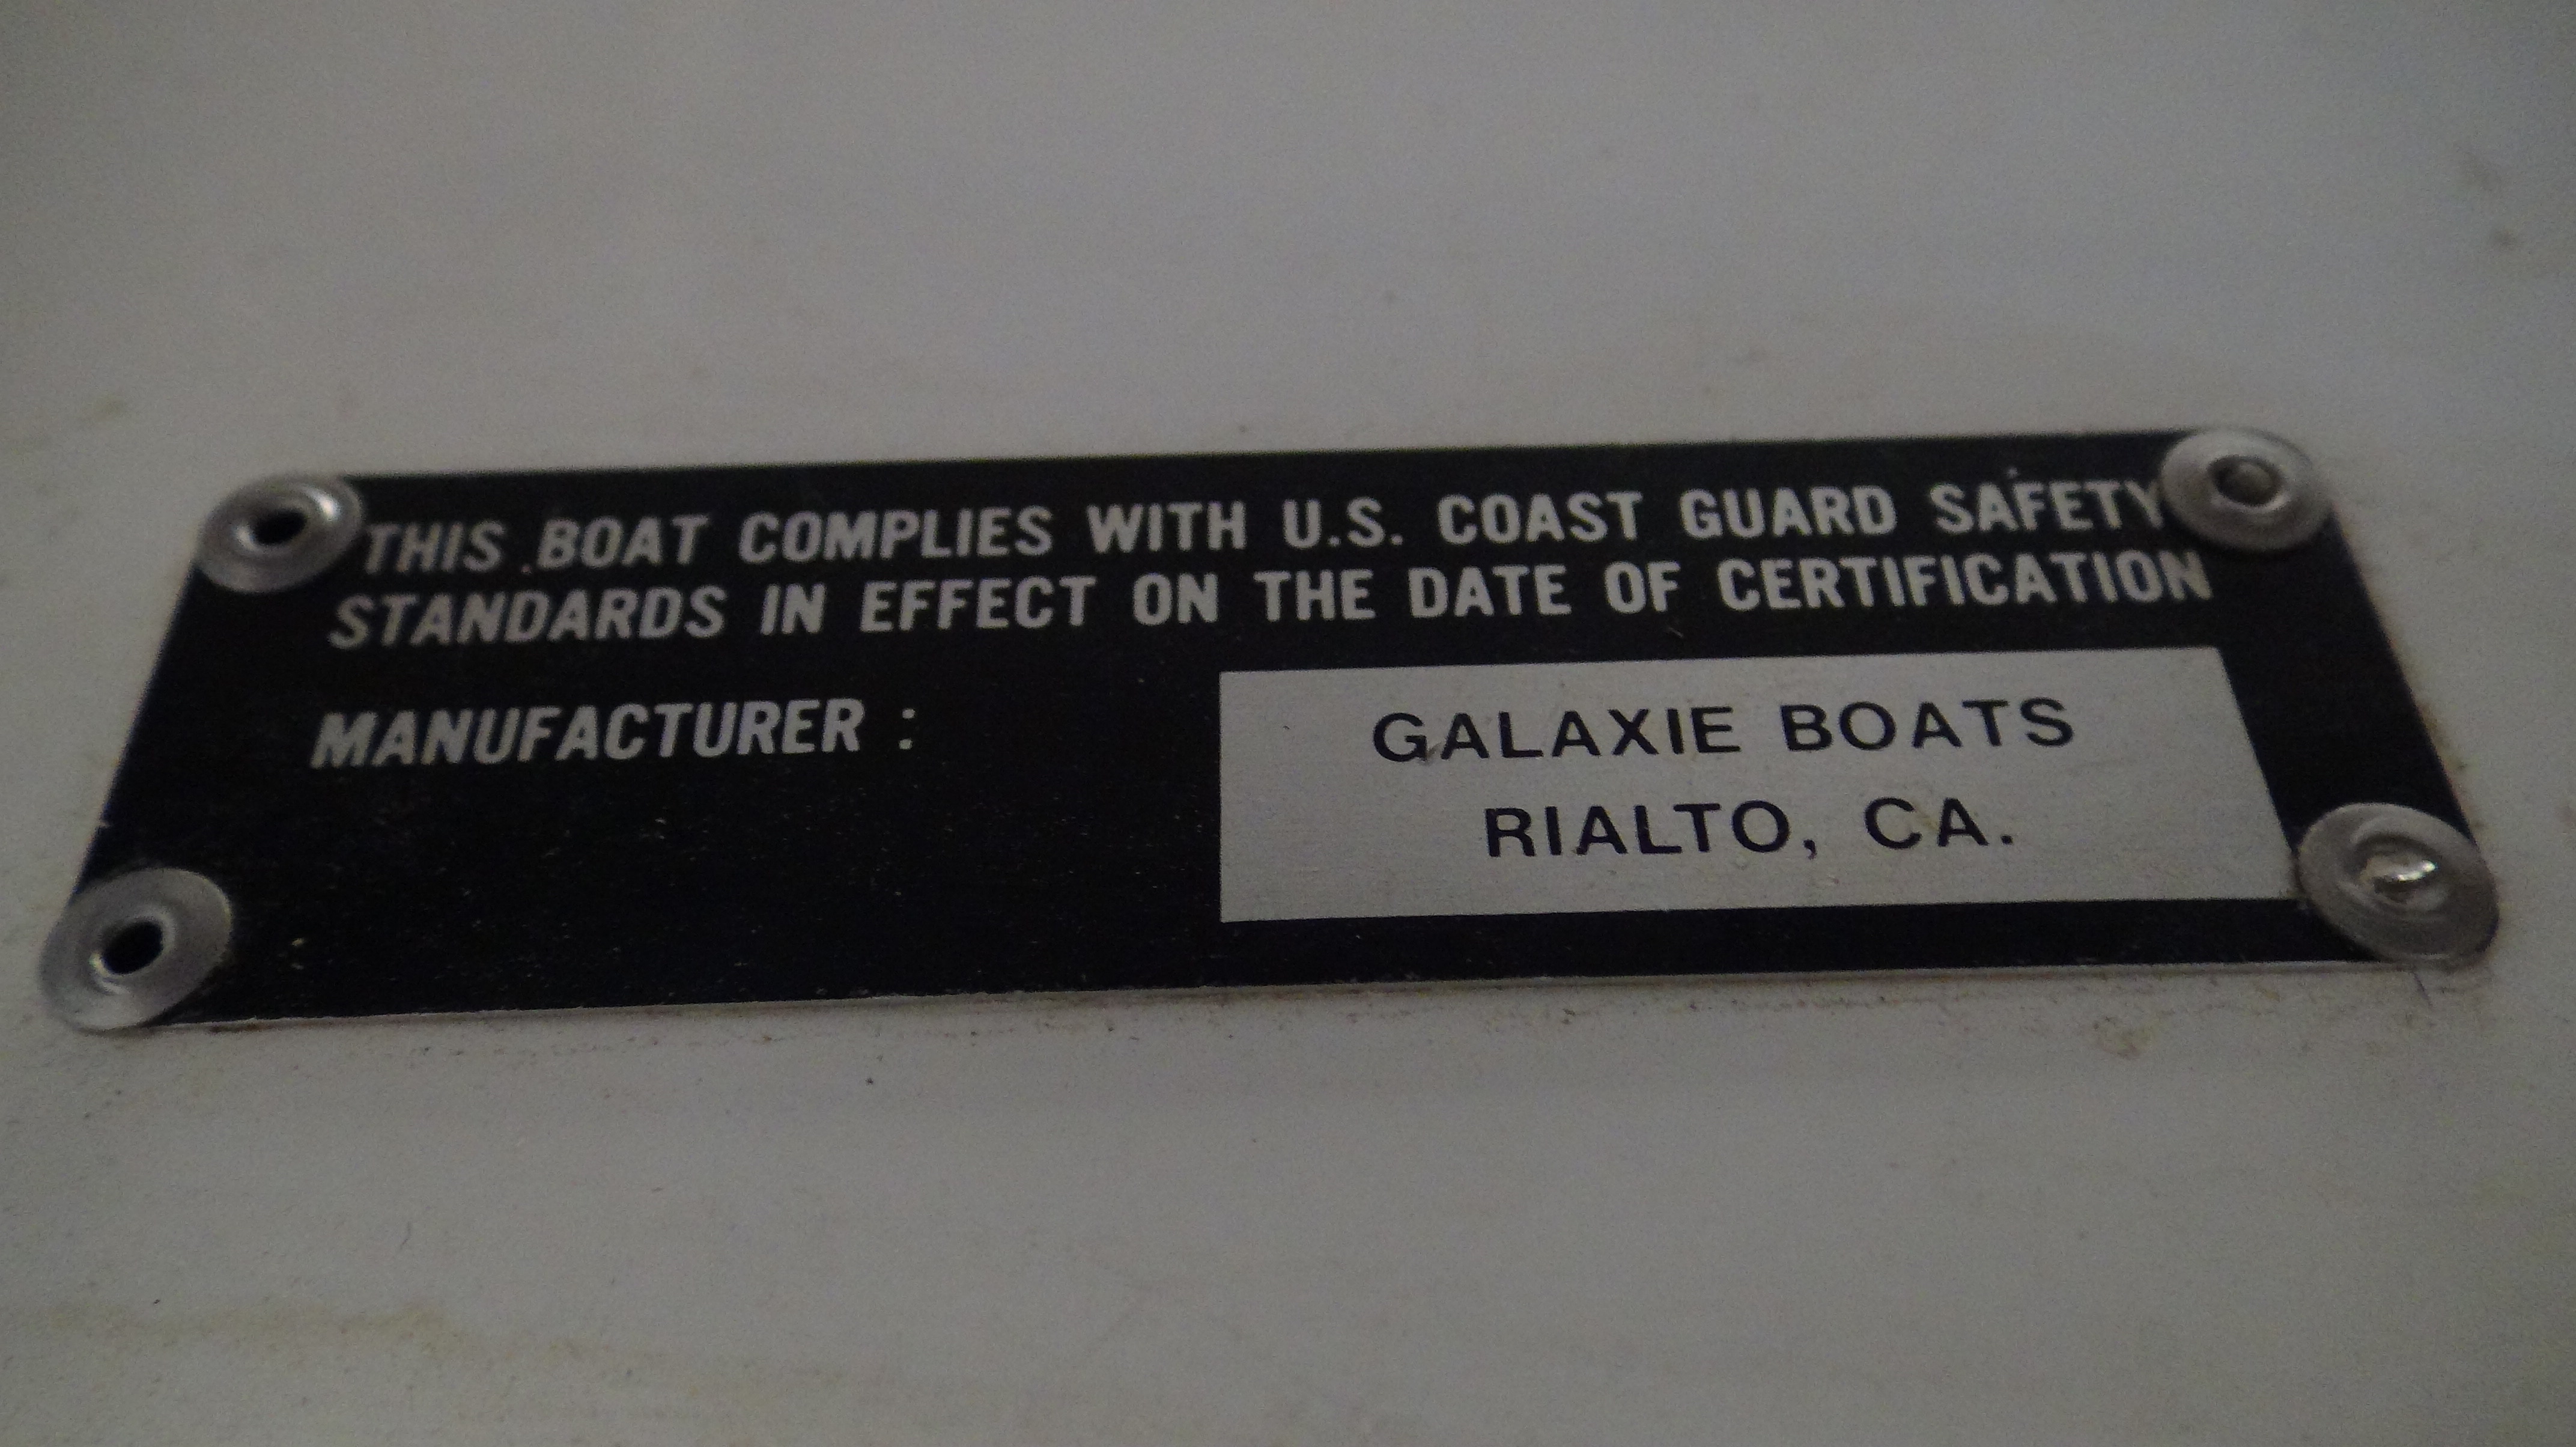 THIS BOAT COMPLIES WITH U.S. COAST GUARD SAFETY
STANDARDS IN EFFECT ON THE DATE OF CERTIFICATION
MANUFACTURER :
GALAXIE BOATS
RIALTO, CA.